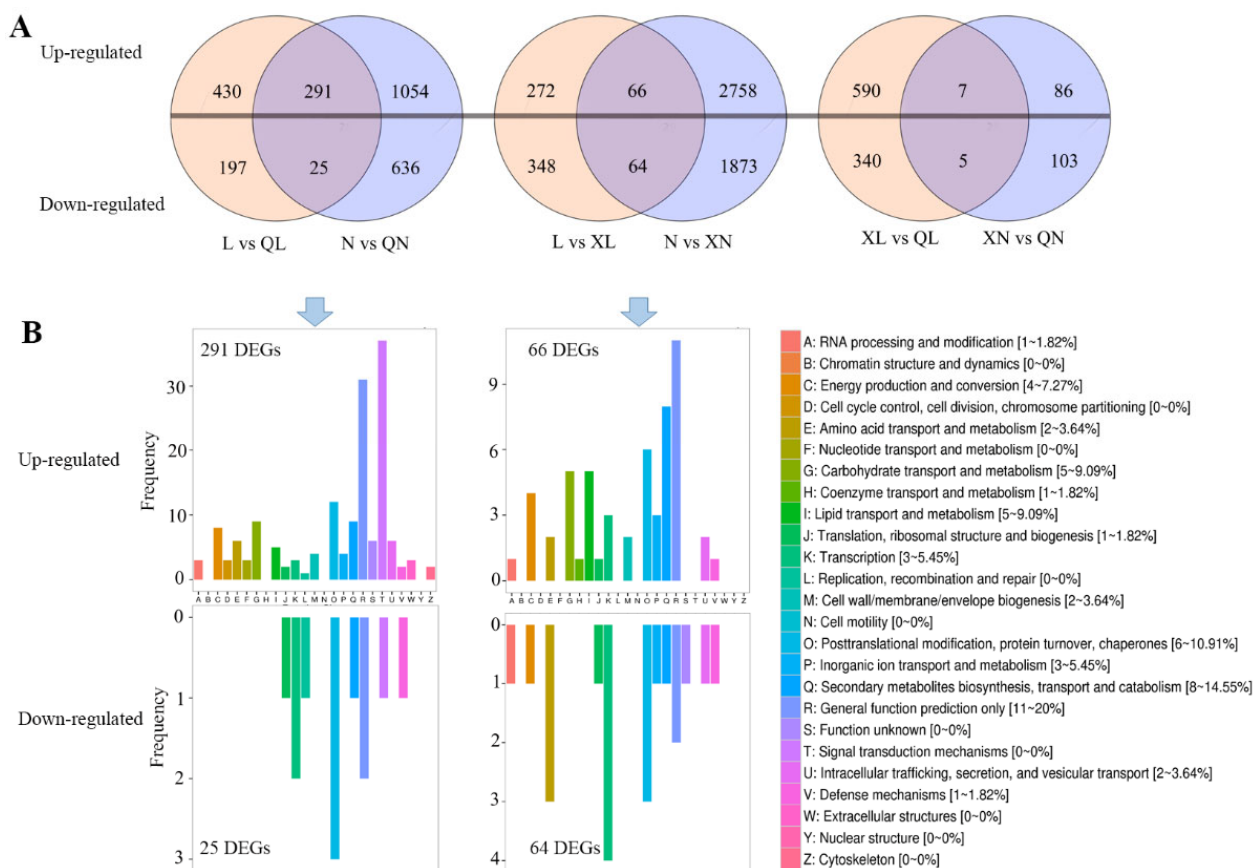 A
Up-regulated
430 291 1054
272 66 2758
590 7 86
197 25 636
348 64 1873
340 5 103
Down-regulated
L vs QL N vs QN
L vs XL N vs XN
XL vs QL XN vs QN
B
291 DEGs
66 DEGs
Up-regulated
Frequency
30
20
10
0
9
6
3
0
A B C D E F G H I J K L M N O P Q R S T U V W Y Z
A B C D E F G H I J K L M N O P Q R S T U V W Y Z
Down-regulated
Frequency
0
1
2
3
0
1
2
3
4
25 DEGs
64 DEGs
A: RNA processing and modification [1~1.82%]
B: Chromatin structure and dynamics [0~0%]
C: Energy production and conversion [4~7.27%]
D: Cell cycle control, cell division, chromosome partitioning [0~0%]
E: Amino acid transport and metabolism [2~3.64%]
F: Nucleotide transport and metabolism [0~0%]
G: Carbohydrate transport and metabolism [5~9.09%]
H: Coenzyme transport and metabolism [1~1.82%]
I: Lipid transport and metabolism [5~9.09%]
J: Translation, ribosomal structure and biogenesis [1~1.82%]
K: Transcription [3~5.45%]
L: Replication, recombination and repair [0~0%]
M: Cell wall/membrane/envelope biogenesis [2~3.64%]
N: Cell motility [0~0%]
O: Posttranslational modification, protein turnover, chaperones [6~10.91%]
P: Inorganic ion transport and metabolism [3~5.45%]
Q: Secondary metabolites biosynthesis, transport and catabolism [8~14.55%]
R: General function prediction only [11~20%]
S: Function unknown [0~0%]
T: Signal transduction mechanisms [0~0%]
U: Intracellular trafficking, secretion, and vesicular transport [2~3.64%]
V: Defense mechanisms [1~1.82%]
W: Extracellular structures [0~0%]
Y: Nuclear structure [0~0%]
Z: Cytoskeleton [0~0%]